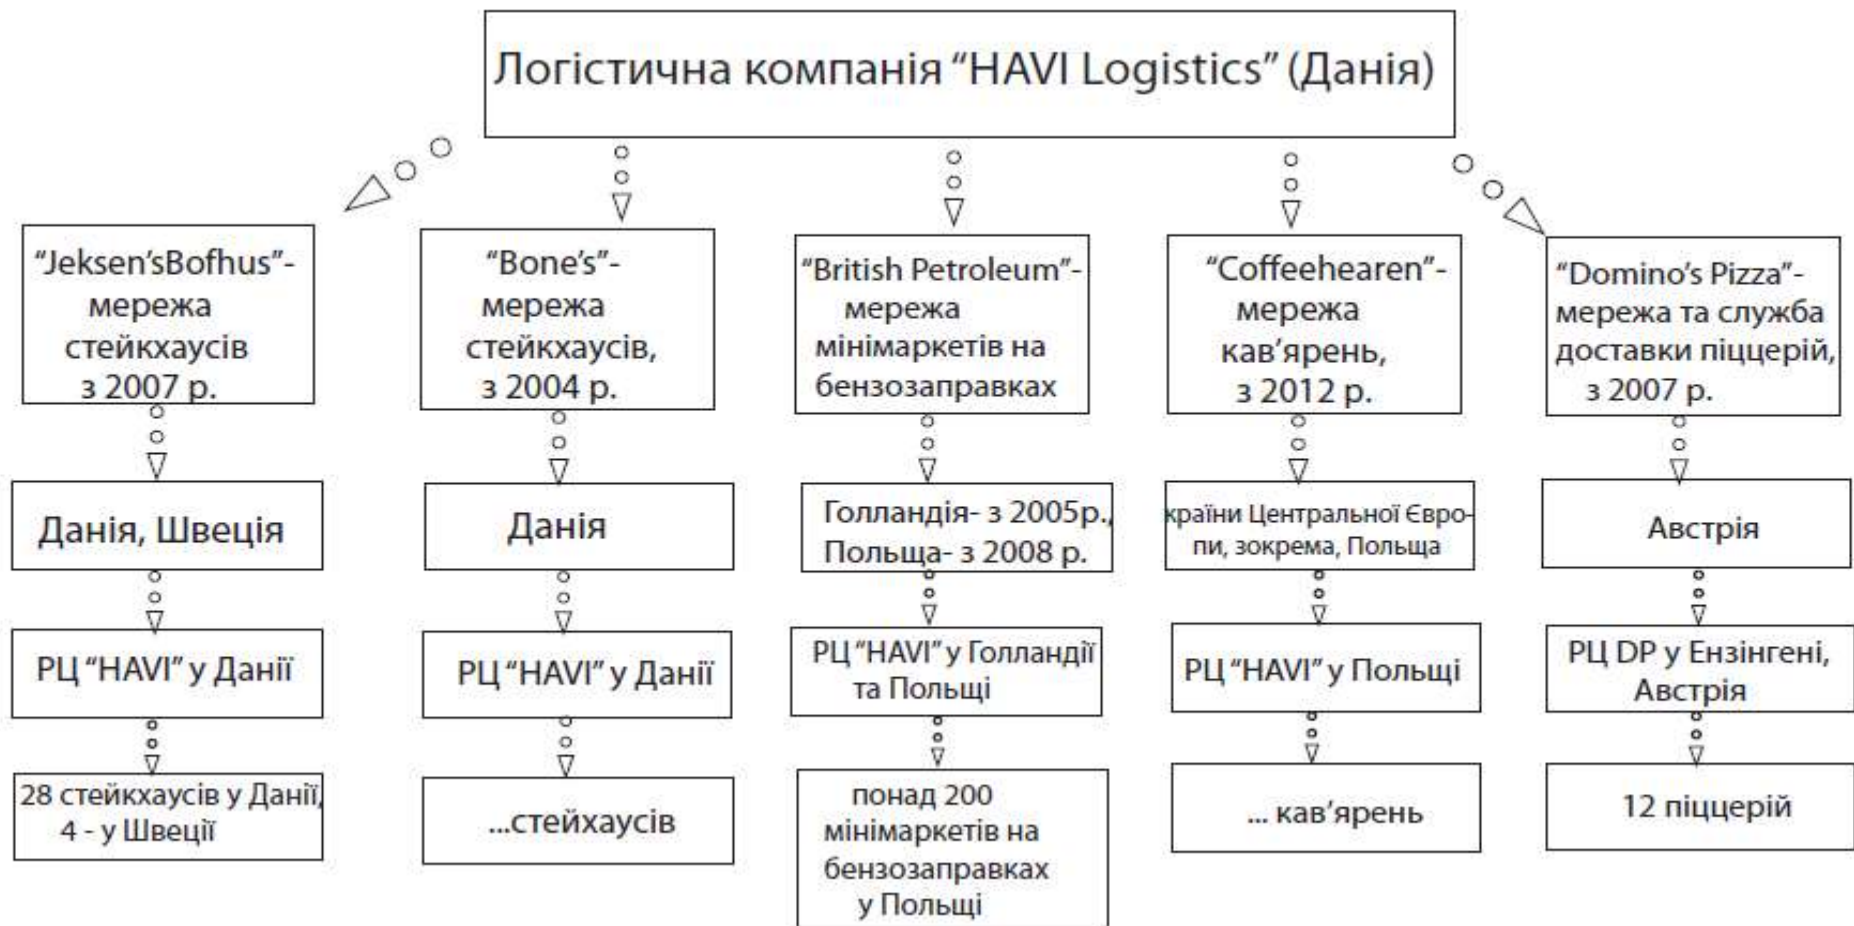 Логістична компанія “HAVI Logistics” (Данія)
“Jeksen'sBofhus”-
мережа
стейкхаусів
з 2007 р.
“Bone's”-
мережа
стейкхаусів,
з 2004 р.
“British Petroleum”-
мережа
мінімаркетів на
бензозаправках
“Coffeehearen”-
мережа
кав'ярень,
з 2012 р.
“Domino's Pizza”-
мережа та служба
доставки піццерій,
з 2007 р.
Данія, Швеція
Данія
Голландія- з 2005р.,
Польща- з 2008 р.
країни Центральної Євро-
пи, зокрема, Польща
Австрія
РЦ “HAVI” у Данії
РЦ “HAVI” у Данії
РЦ “HAVI” у Голландії
та Польщі
РЦ “HAVI” у Польщі
РЦ DP у Ензінгені,
Австрія
28 стейкхаусів у Данії,
4 - у Швеції
...стейхаусів
понад 200
мінімаркетів на
бензозаправках
у Польщі
... кав'ярень
12 піццерій